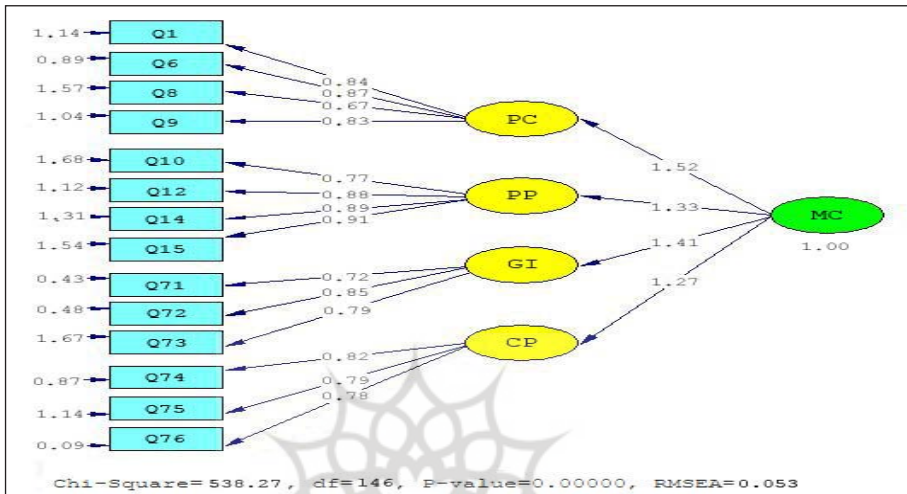 1.14 Q1
0.89 Q6
0.84
1.57 Q8
0.87
0.67
1.04 Q9
0.83 PC
1.52
1.68 Q10
0.77
1.12 Q12
0.88 PP
1.33
0.89
1.31 Q14
0.91
MC
1.00
1.54 Q15
1.41
0.43 Q71
0.72 GI
0.85
1.27
0.48 Q72
0.79
1.67 Q73
CP
0.82
0.87 Q74
0.79
0.78
1.14 Q75
0.09 Q76
Chi-Square=538.27, df=146, P-value=0.00000, RMSEA=0.053